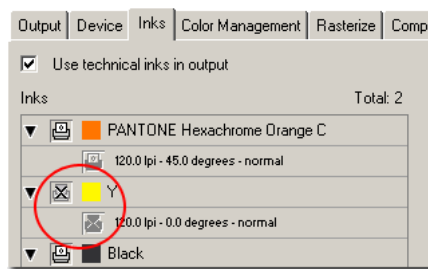 Output Device Inks Color Management Rasterize Comp
Use technical inks in output
Inks Total: 2
PANTONE Hexachrome Orange C
120.0 lpi - 45.0 degrees - normal
Y
120.0 lpi - 0.0 degrees - normal
Black